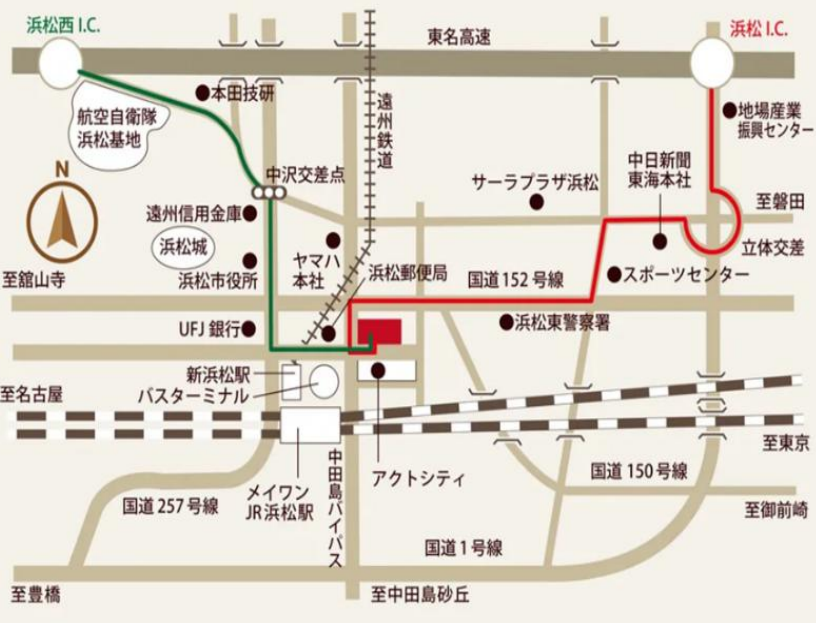 浜松西 I.C.
東名高速
浜松 I.C.
本田技研
航空自衛隊
浜松基地
遠州鉄道
地場産業
振興センター
N
中沢交差点
中日新聞
東海本社
サーラプラザ浜松
至磐田
遠州信用金庫
浜松城
ヤマハ
本社
浜松郵便局
立体交差
至舘山寺
浜松市役所
国道152号線
スポーツセンター
UFJ 銀行
浜松東警察署
新浜松駅
バスターミナル
至名古屋
至東京
メイワン
JR浜松駅
中田島バイパス
アクトシティ
国道150号線
国道257号線
至御前崎
国道1号線
至豊橋
至中田島砂丘